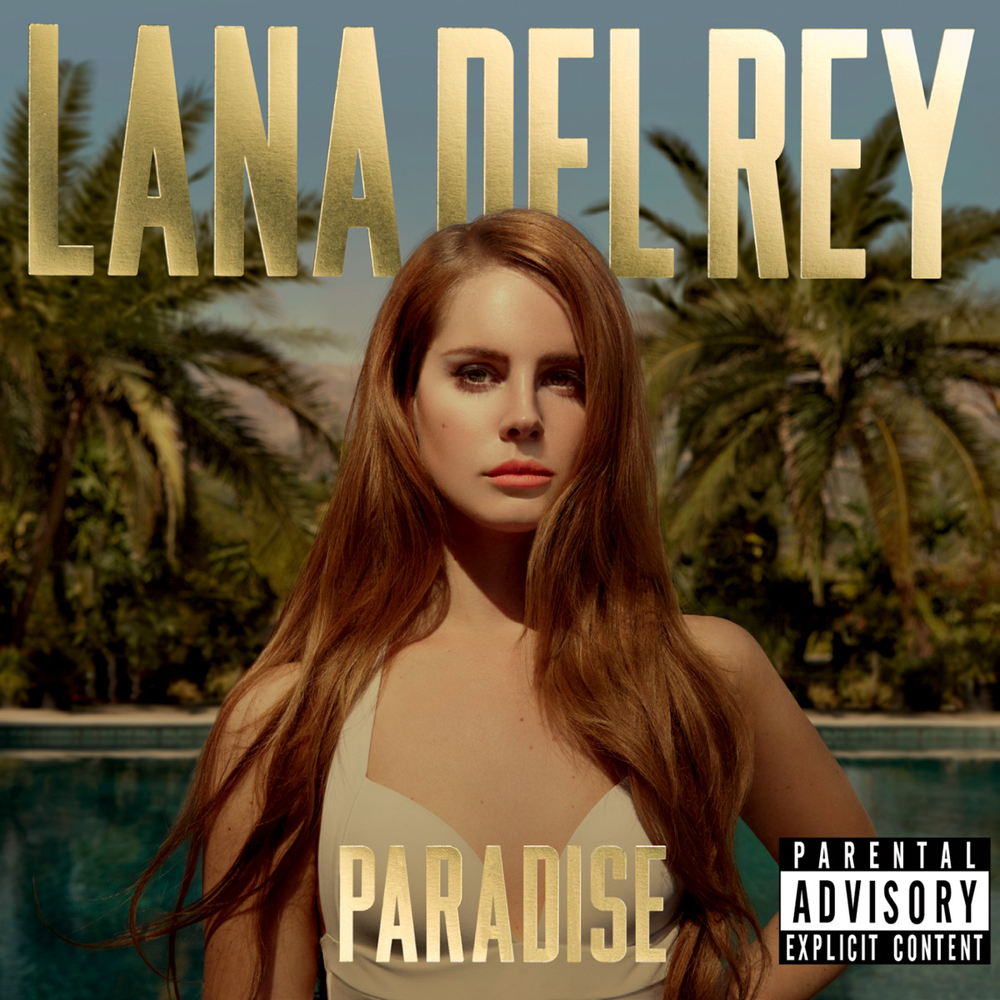 LANA DEL REY
PARADISE
PARENTAL
ADVISORY
EXPLICIT CONTENT